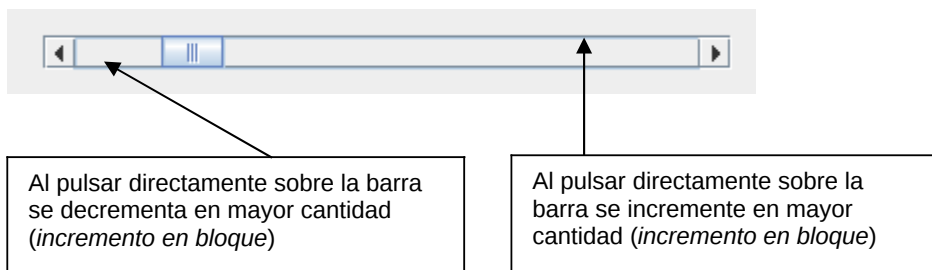 Al pulsar directamente sobre la barra
se decrementa en mayor cantidad
(incremento en bloque)
Al pulsar directamente sobre la
barra se incremente en mayor
cantidad (incremento en bloque)